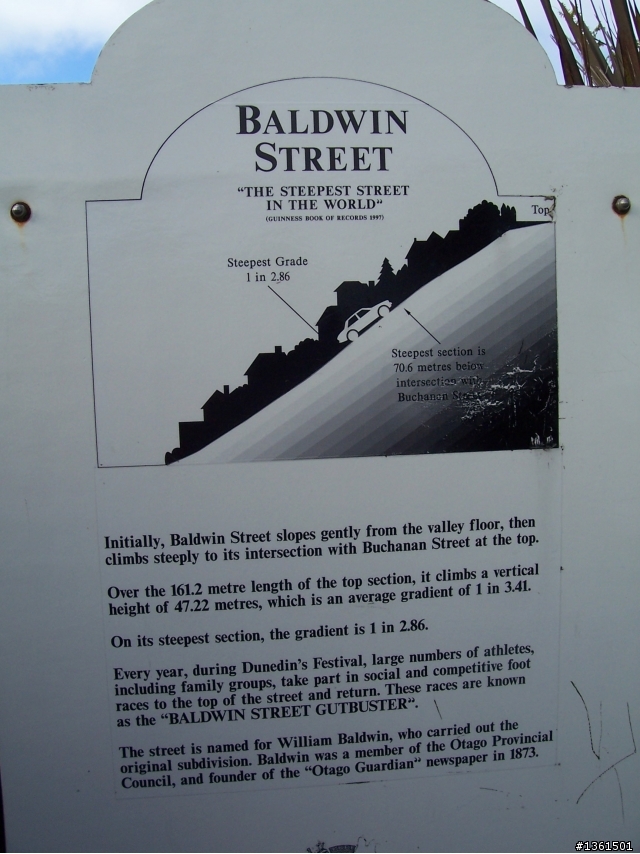 BALDWIN
STREET
"THE STEEPEST STREET
IN THE WORLD"
(GUINNESS BOOK OF RECORDS 1997)
Top
Steepest Grade
1 in 2.86
Steepest section is
70.6 metres below
intersection with
Buchanan
Initially, Baldwin Street slopes gently from the valley floor, then
climbs steeply to its intersection with Buchanan Street at the top.
Over the 161.2 metre length of the top section, it climbs a vertical
height of 47.22 metres, which is an average gradient of 1 in 3.41.
On its steepest section, the gradient is 1 in 2.86.
Every year, during Dunedin's Festival, large numbers of athletes,
including family groups, take part in social and competitive foot
races to the top of the street and return. These races are known
as the "BALDWIN STREET GUTBUSTER".
The street is named for William Baldwin, who carried out the
original subdivision. Baldwin was a member of the Otago Provincial
Council, and founder of the "Otago Guardian" newspaper in 1873.
#1361501